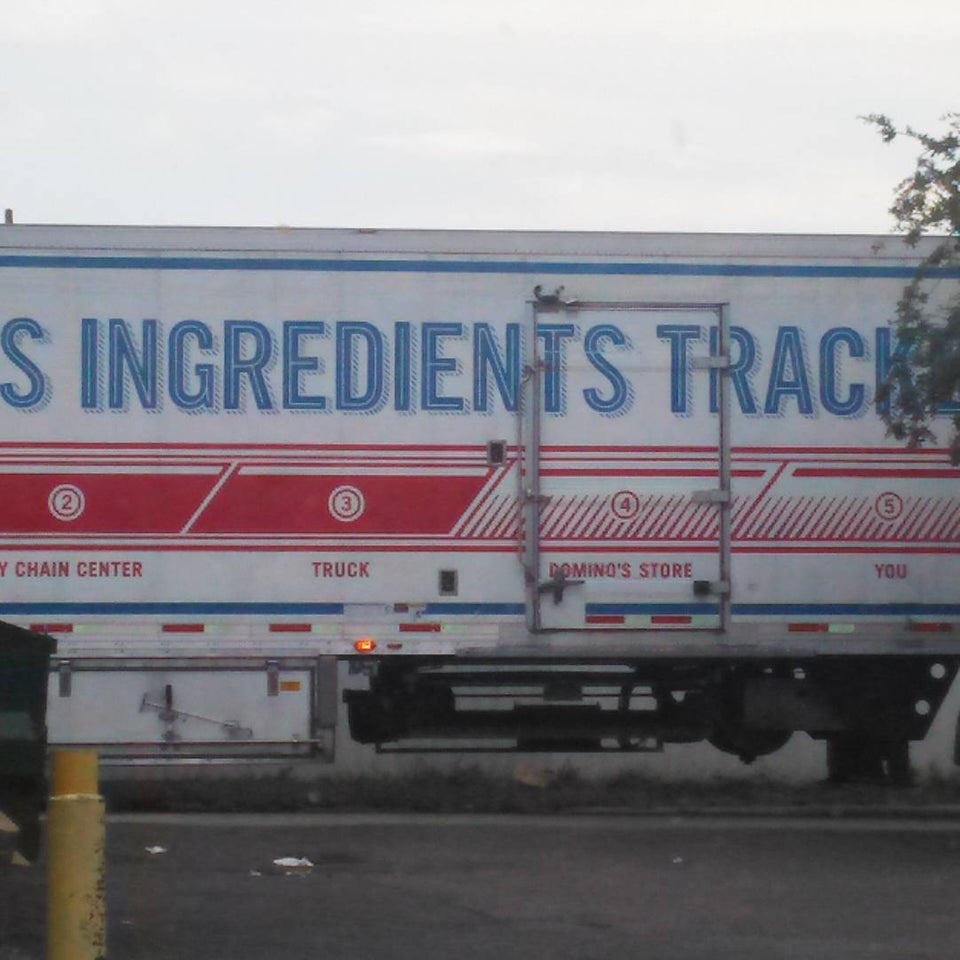 S INGREDIENTS TRACK
2 3 4 5
Y CHAIN CENTER TRUCK DOMINO'S STORE YOU